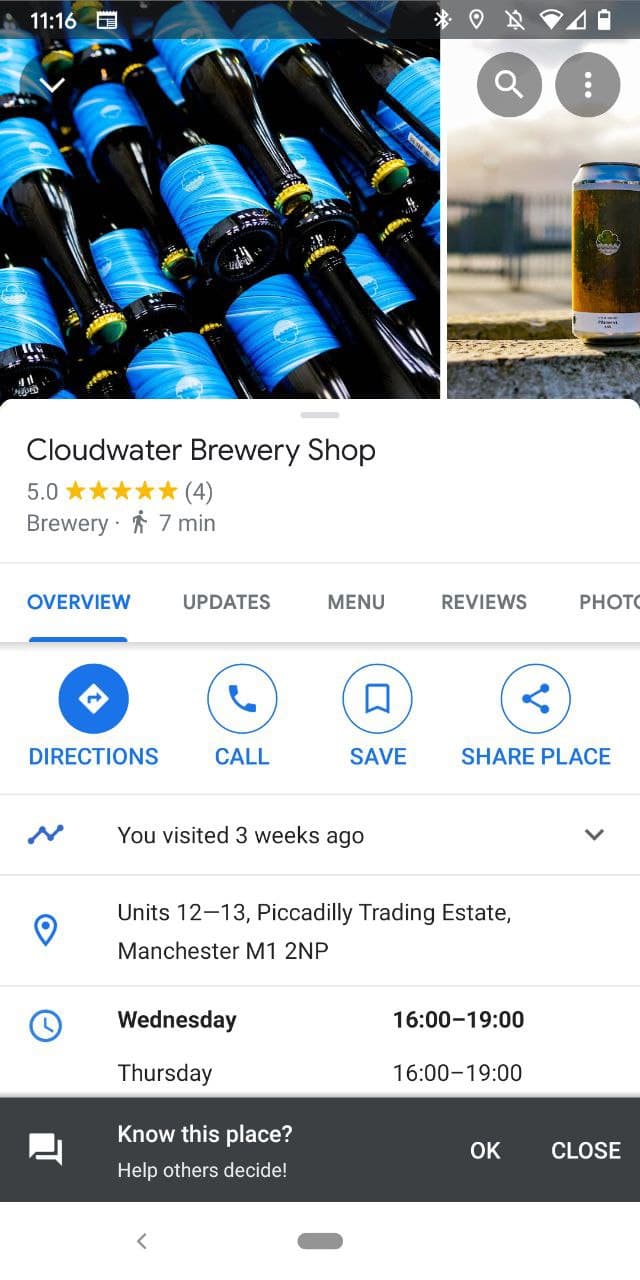 11:16
Cloudwater Brewery Shop
5.0 (4)
Brewery · 7 min
OVERVIEW UPDATES MENU REVIEWS PHOTO
DIRECTIONS CALL SAVE SHARE PLACE
You visited 3 weeks ago
Units 12–13, Piccadilly Trading Estate,
Manchester M1 2NP
Wednesday 16:00–19:00
Thursday 16:00–19:00
Know this place?
Help others decide!
OK CLOSE